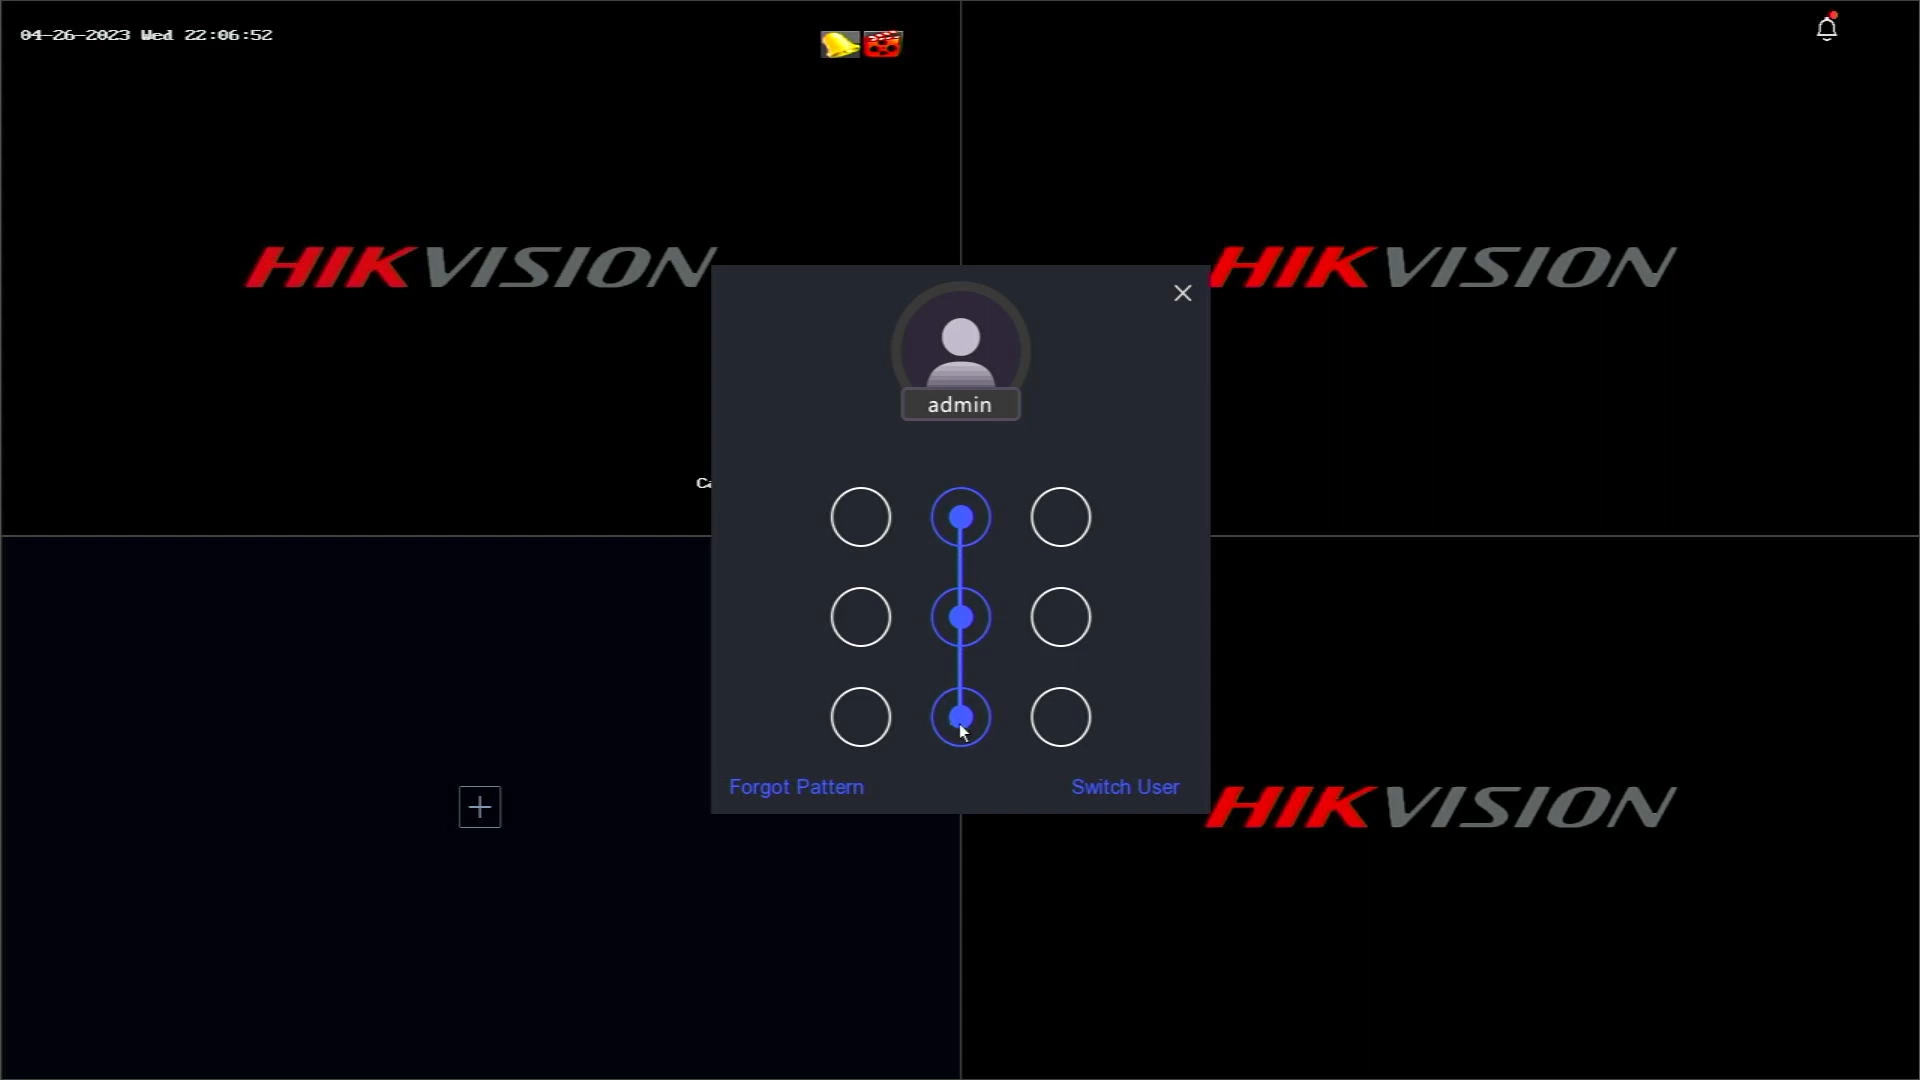 04-26-2023 Wed 22:06:52
HIKVISION
HIKVISION
admin
Forgot Pattern
Switch User
HIKVISION